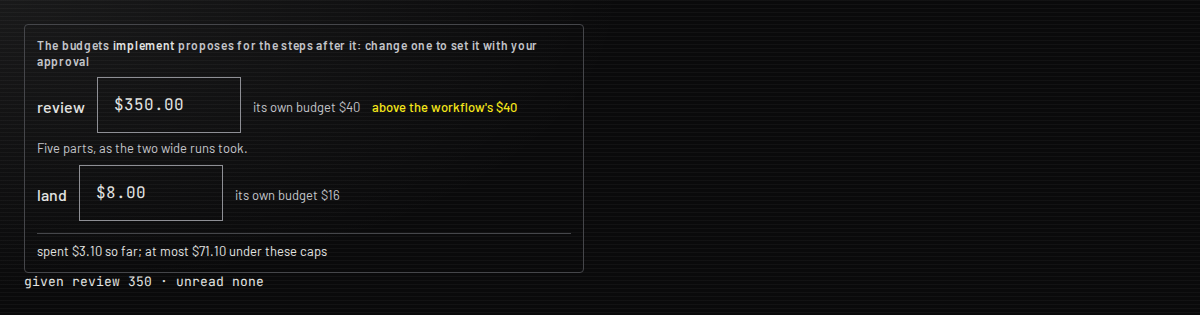 The budgets implement proposes for the steps after it: change one to set it with your
approval
review $350.00 its own budget $40 above the workflow's $40
Five parts, as the two wide runs took.
land $8.00 its own budget $16
spent $3.10 so far; at most $71.10 under these caps
given review 350 · unread none